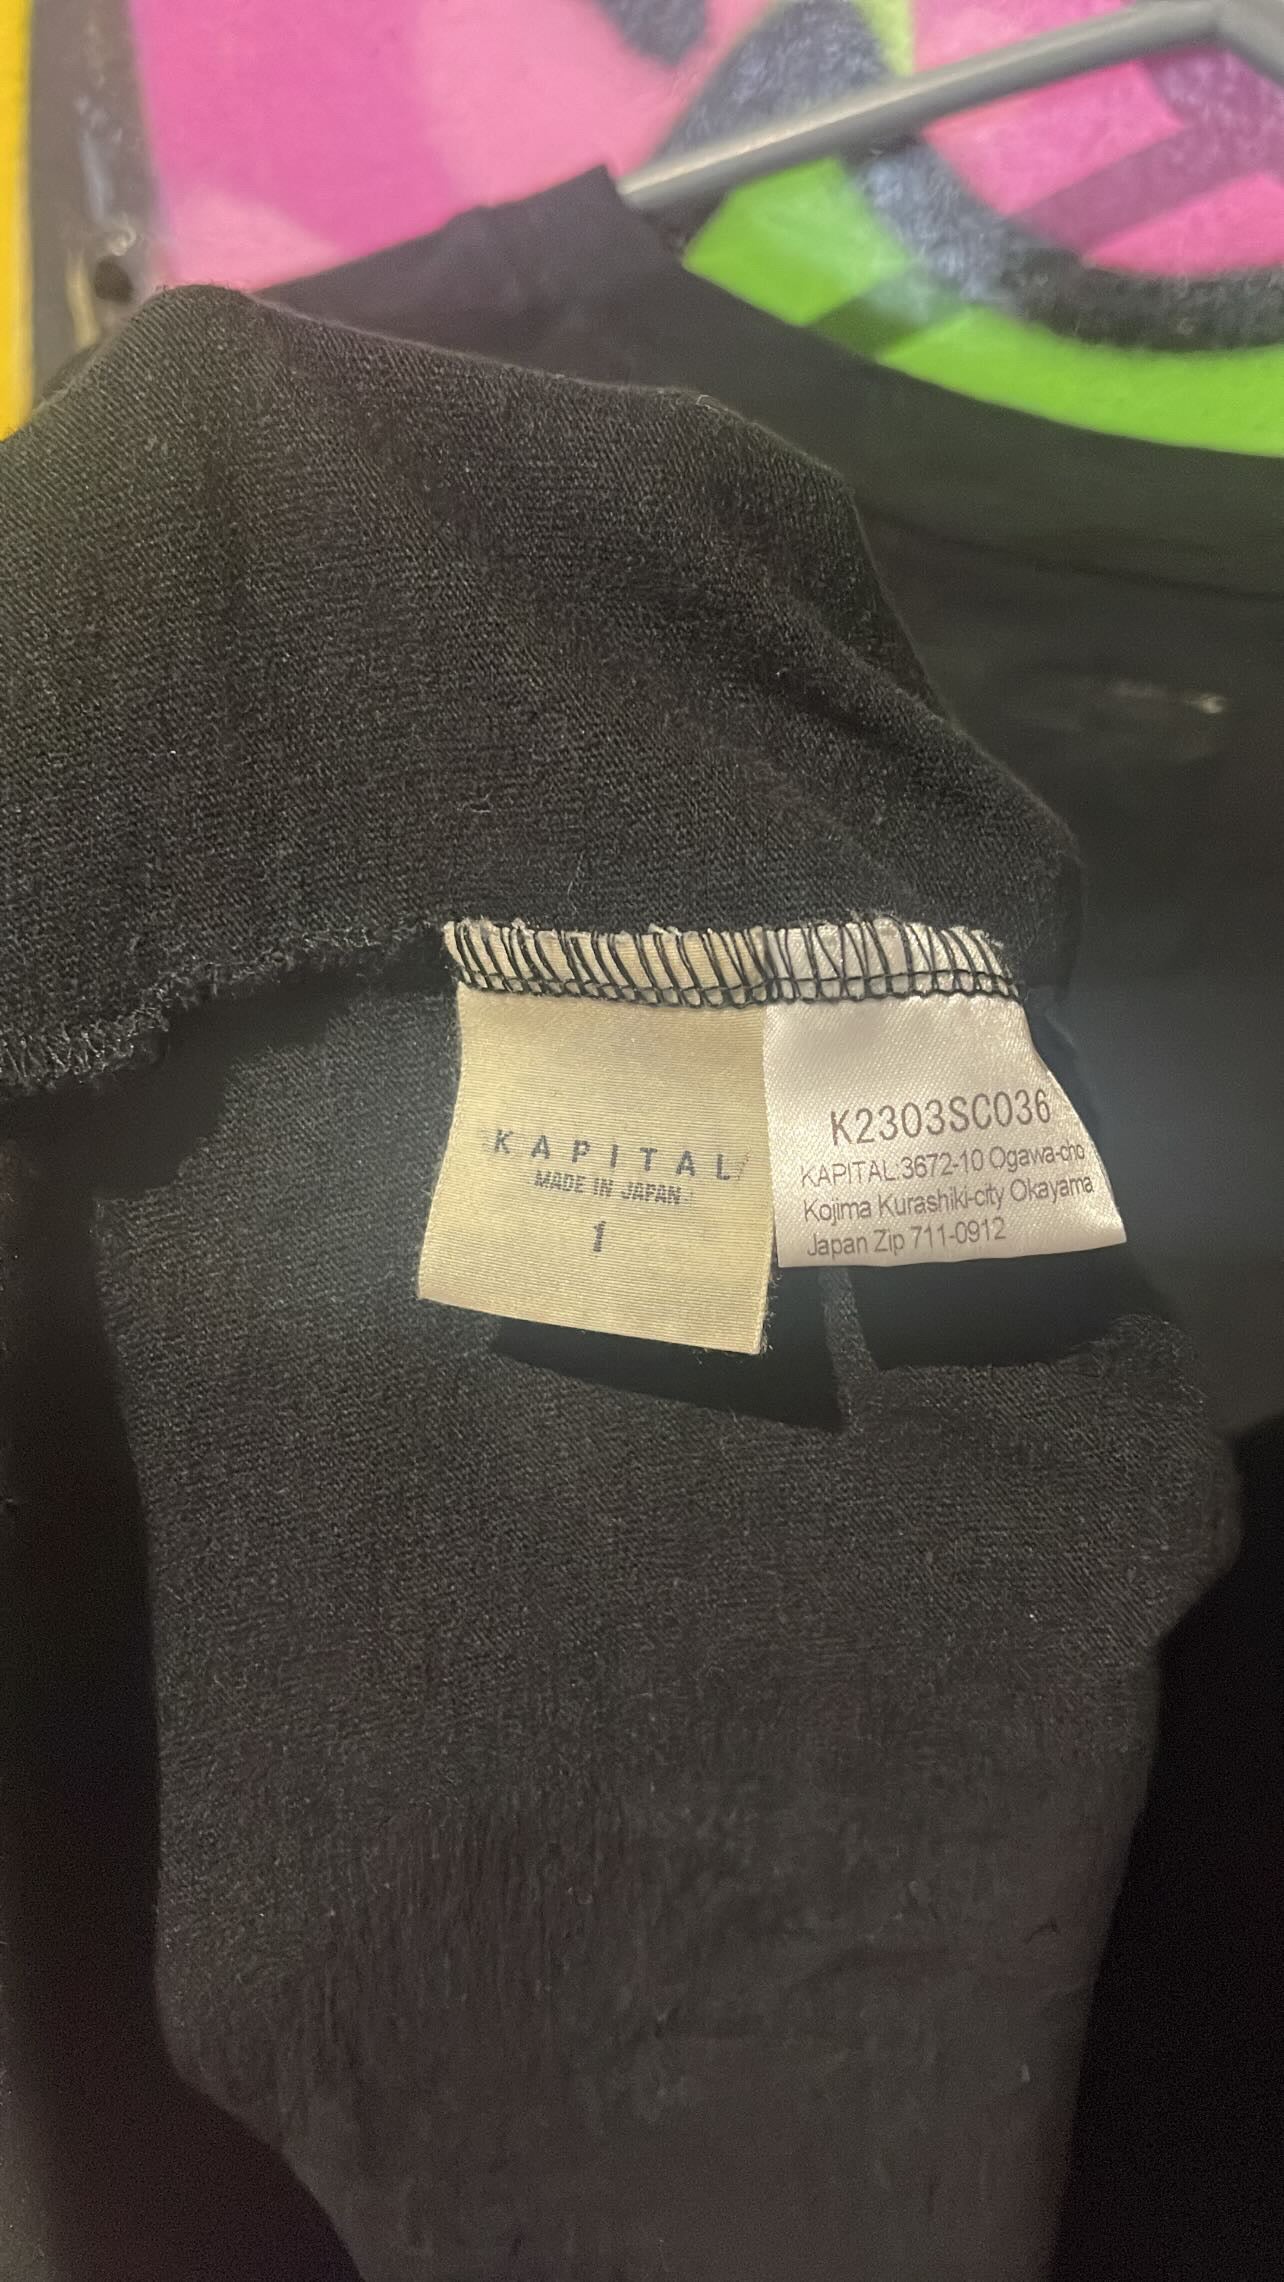 KAPITAL
MADE IN JAPAN
1
K2303SC036
KAPITAL:3672-10 Ogawa-cho
Kojima Kurashiki-city Okayama
Japan Zip 711-0912